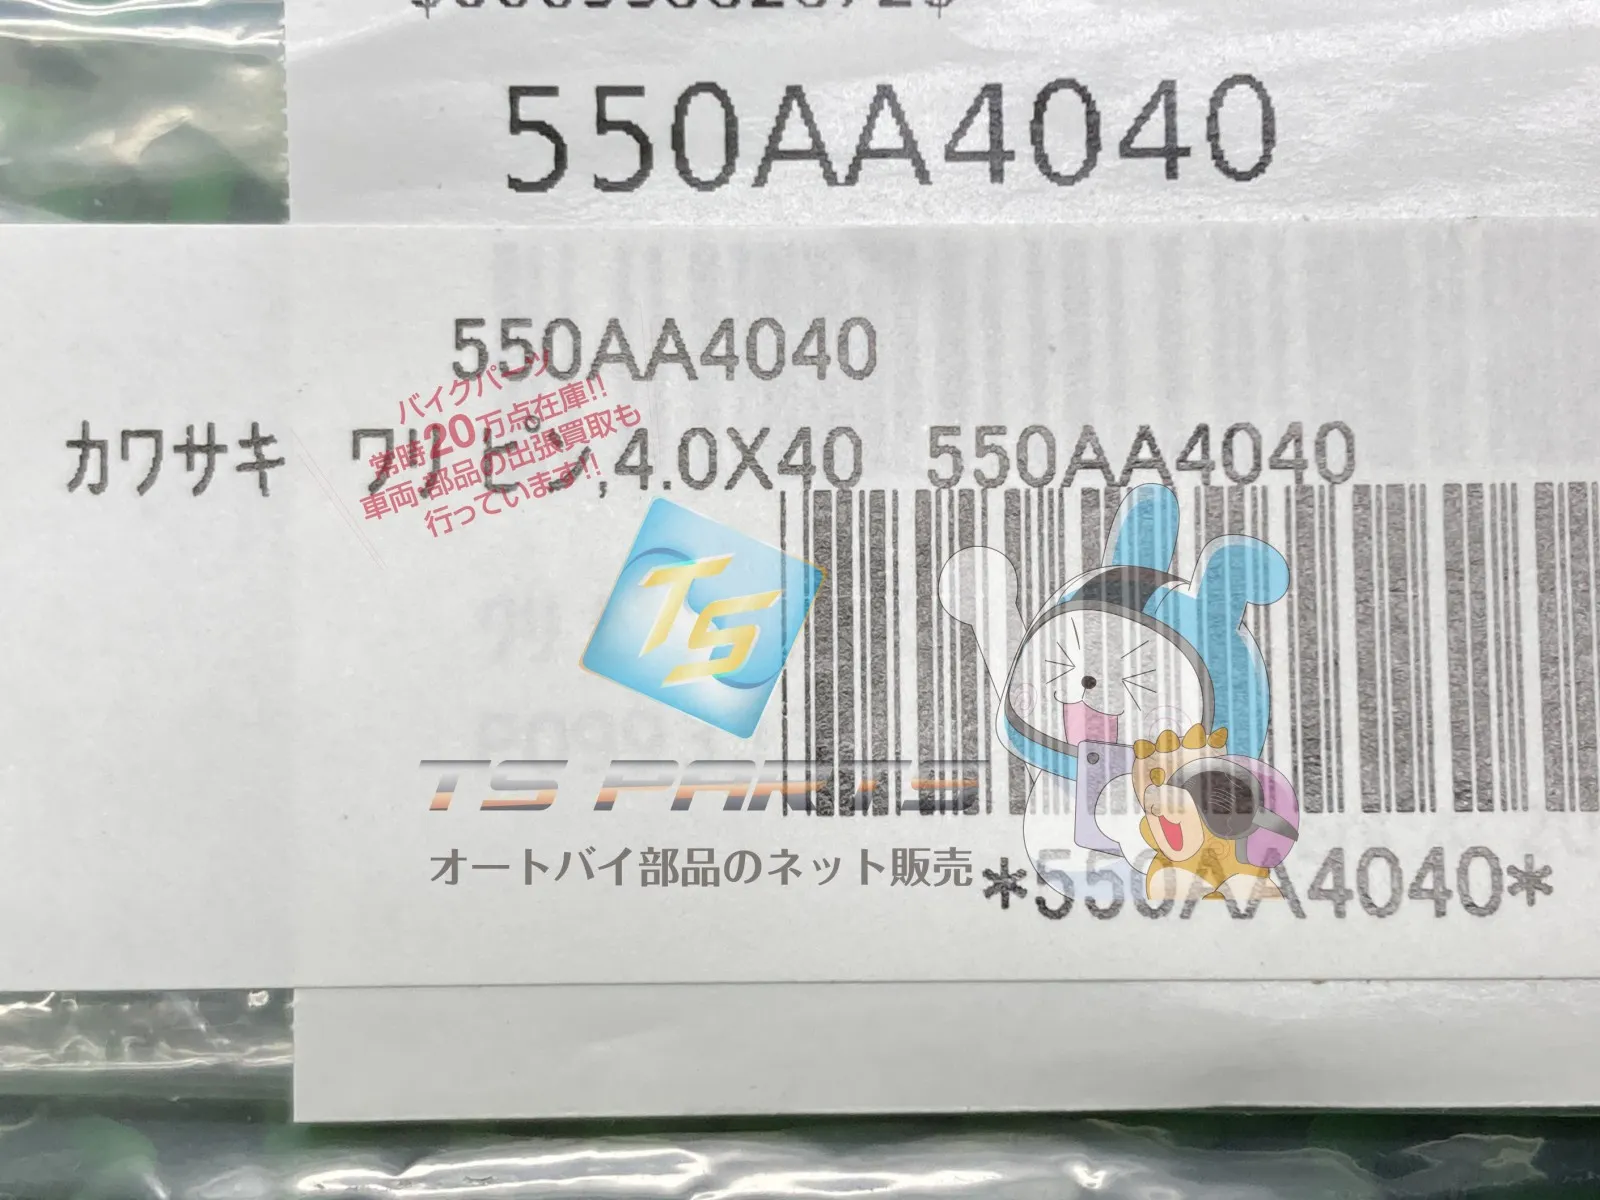 550AA4040
550AA4040
カワサキ ワリピン,4.0X40 550AA4040
バイクパーツ
常時20万点在庫!!
車両、部品の出張買取も
行っています!!
TS
TS PARTS
オートバイ部品のネット販売
*550AA4040*